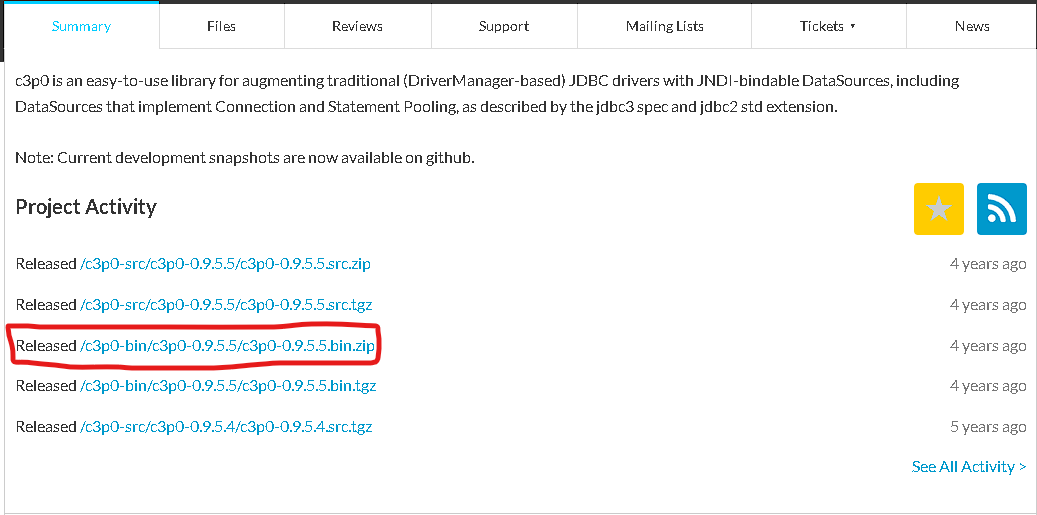 Summary
Files
Reviews
Support
Mailing Lists
Tickets ▾
News
c3p0 is an easy-to-use library for augmenting traditional (DriverManager-based) JDBC drivers with JNDI-bindable DataSources, including
DataSources that implement Connection and Statement Pooling, as described by the jdbc3 spec and jdbc2 std extension.
Note: Current development snapshots are now available on github.
Project Activity
Released /c3p0-src/c3p0-0.9.5.5/c3p0-0.9.5.5.src.zip 4 years ago
Released /c3p0-src/c3p0-0.9.5.5/c3p0-0.9.5.5.src.tgz 4 years ago
Released /c3p0-bin/c3p0-0.9.5.5/c3p0-0.9.5.5.bin.zip 4 years ago
Released /c3p0-bin/c3p0-0.9.5.5/c3p0-0.9.5.5.bin.tgz 4 years ago
Released /c3p0-src/c3p0-0.9.5.4/c3p0-0.9.5.4.src.tgz 5 years ago
See All Activity >